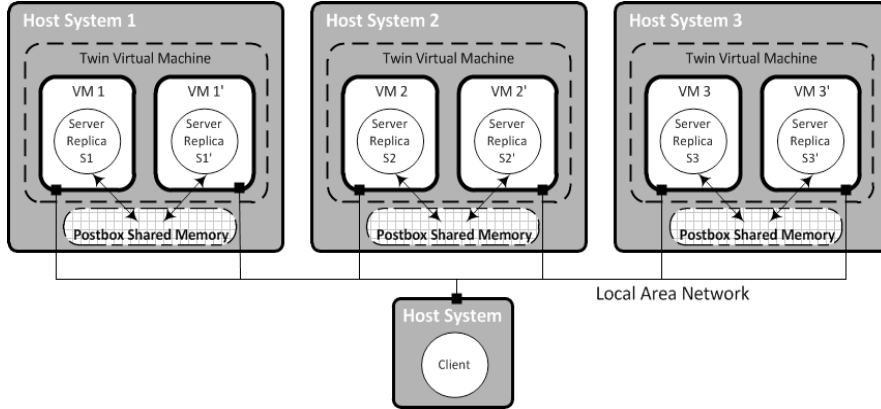 Host System 1
Twin Virtual Machine
VM 1
Server
Replica
S1
VM 1'
Server
Replica
S1'
Postbox Shared Memory
Host System 2
Twin Virtual Machine
VM 2
Server
Replica
S2
VM 2'
Server
Replica
S2'
Postbox Shared Memory
Host System 3
Twin Virtual Machine
VM 3
Server
Replica
S3
VM 3'
Server
Replica
S3'
Postbox Shared Memory
Local Area Network
Host System
Client